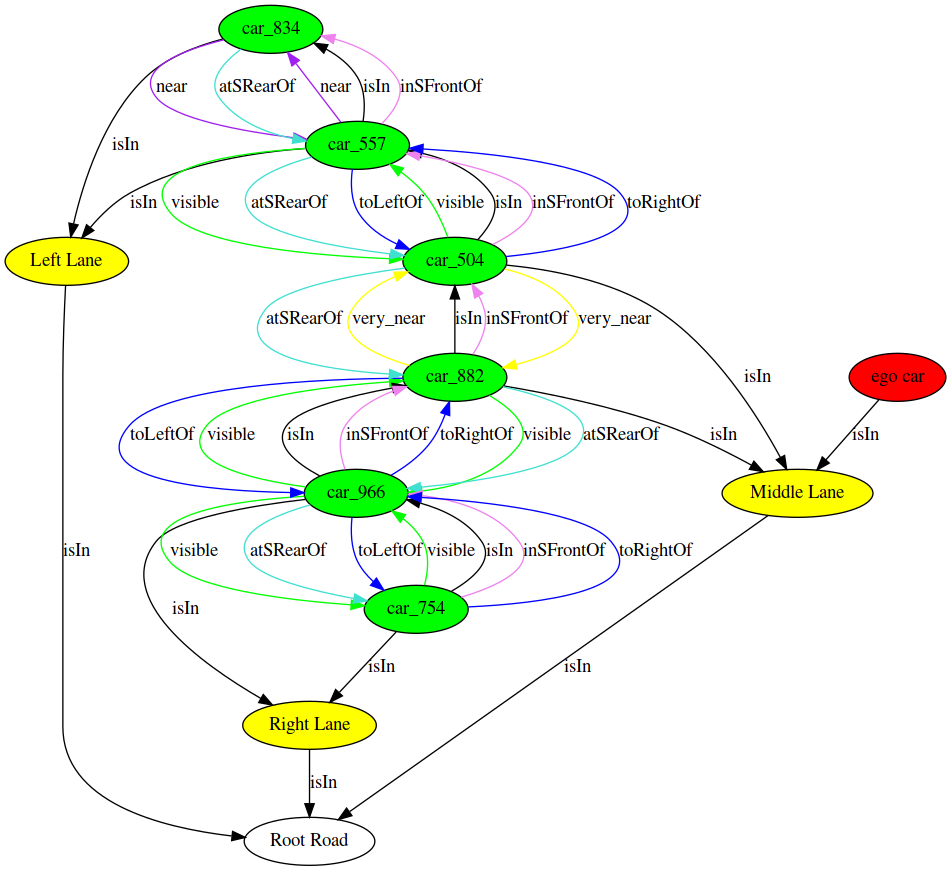 car_834
near
atSRearOf
near
isIn
inSFrontOf
isIn
car_557
isIn
visible
atSRearOf
toLeftOf
visible
isIn
inSFrontOf
toRightOf
Left Lane
car_504
atSRearOf
very_near
isIn
inSFrontOf
very_near
isIn
car_882
ego car
toLeftOf
visible
isIn
inSFrontOf
toRightOf
visible
atSRearOf
isIn
isIn
car_966
Middle Lane
isIn
visible
atSRearOf
toLeftOf
visible
isIn
inSFrontOf
toRightOf
isIn
car_754
isIn
isIn
Right Lane
isIn
Root Road